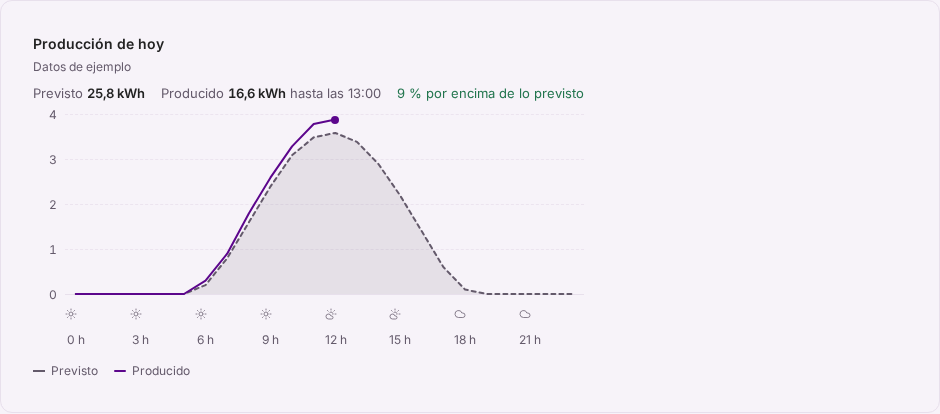 Producción de hoy
Datos de ejemplo
Previsto 25,8 kWh Producido 16,6 kWh hasta las 13:00 9 % por encima de lo previsto
4
3
2
1
0
0 h 3 h 6 h 9 h 12 h 15 h 18 h 21 h
Previsto Producido